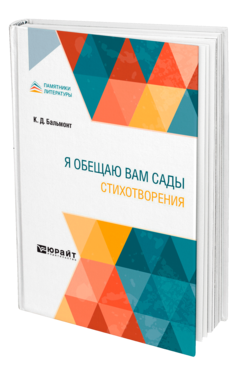 ПАМЯТНИКИ
ЛИТЕРАТУРЫ
К. Д. Бальмонт
Я ОБЕЩАЮ ВАМ САДЫ
СТИХОТВОРЕНИЯ
юрайт